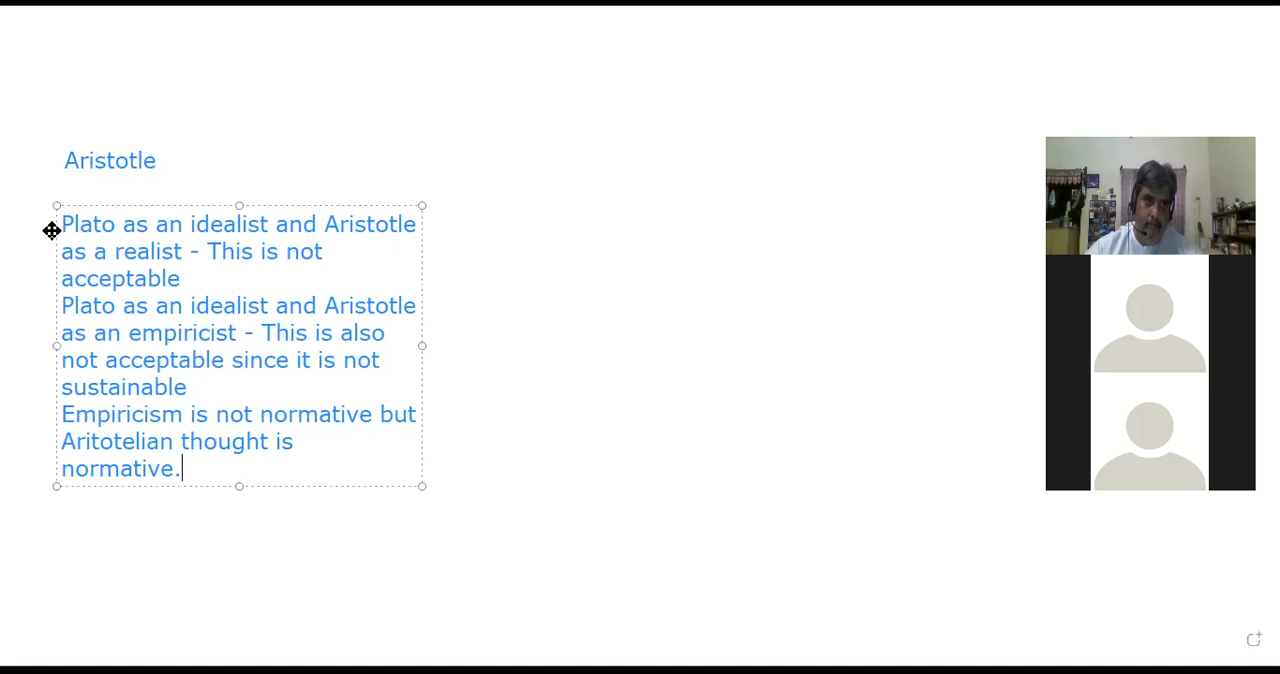 Aristotle
Plato as an idealist and Aristotle
as a realist - This is not
acceptable
Plato as an idealist and Aristotle
as an empiricist - This is also
not acceptable since it is not
sustainable
Empiricism is not normative but
Aritotelian thought is
normative.